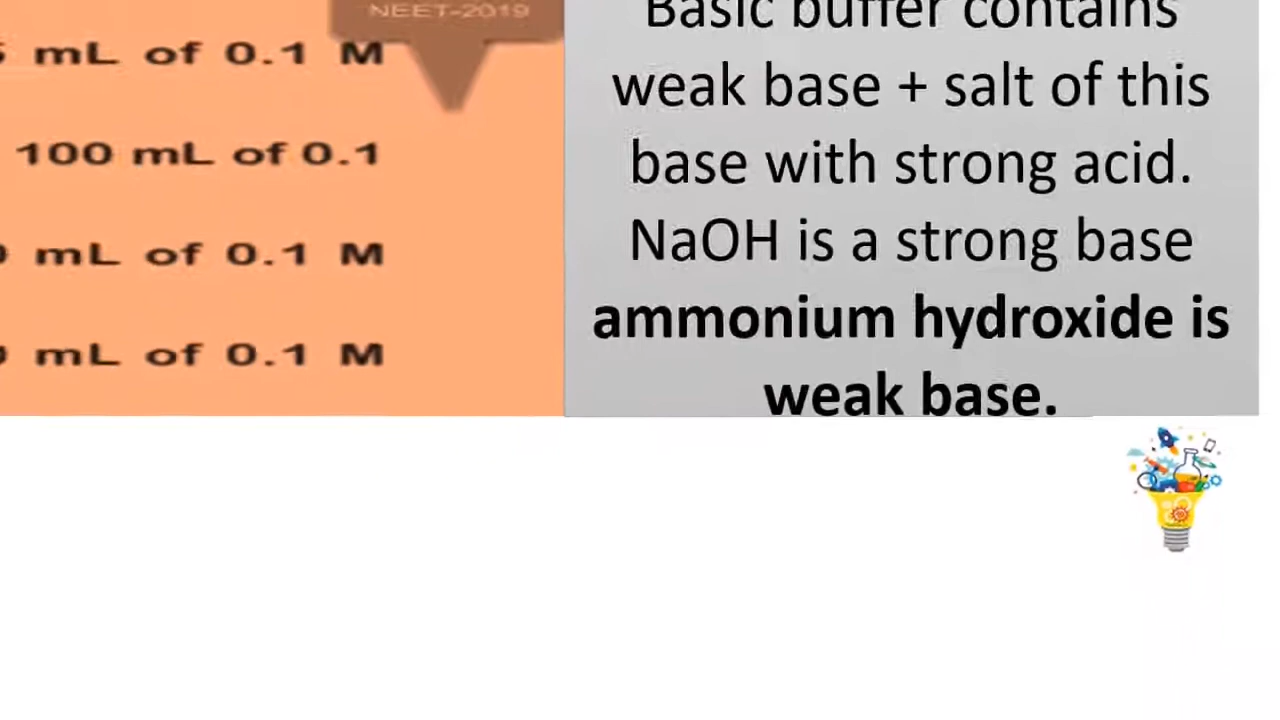 NEET-2019
mL of 0.1 M
100 mL of 0.1
mL of 0.1 M
mL of 0.1 M
Basic buffer contains
weak base + salt of this
base with strong acid.
NaOH is a strong base
ammonium hydroxide is
weak base.